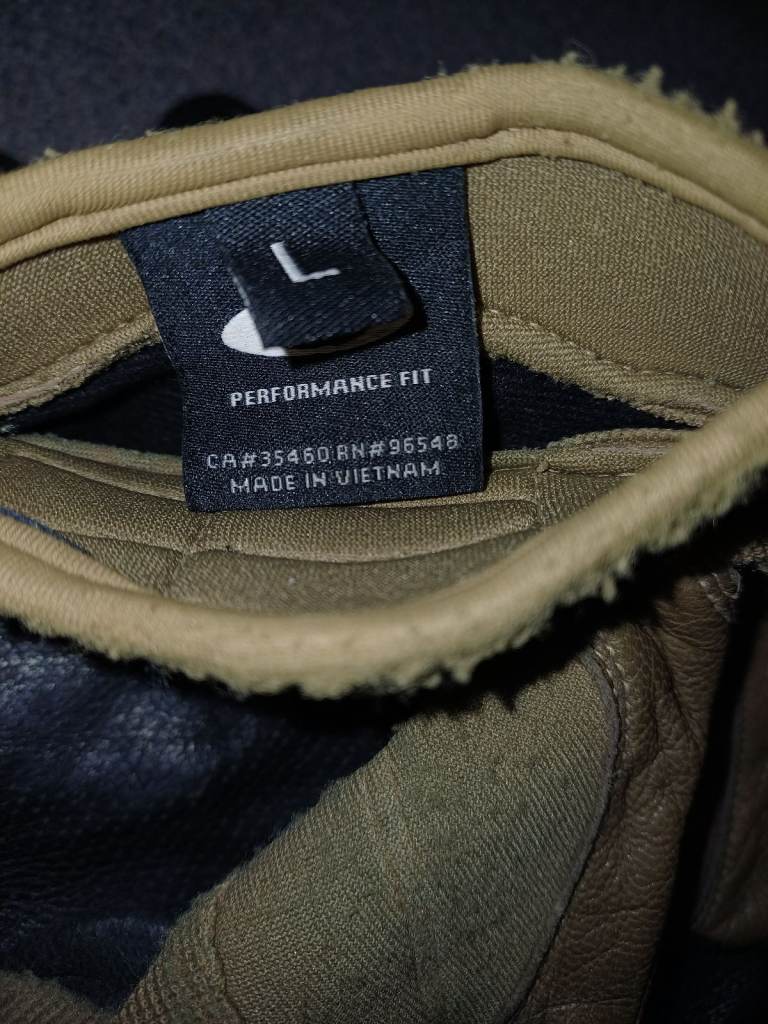 L
PERFORMANCE FIT
CA#35460 RN#96548
MADE IN VIETNAM